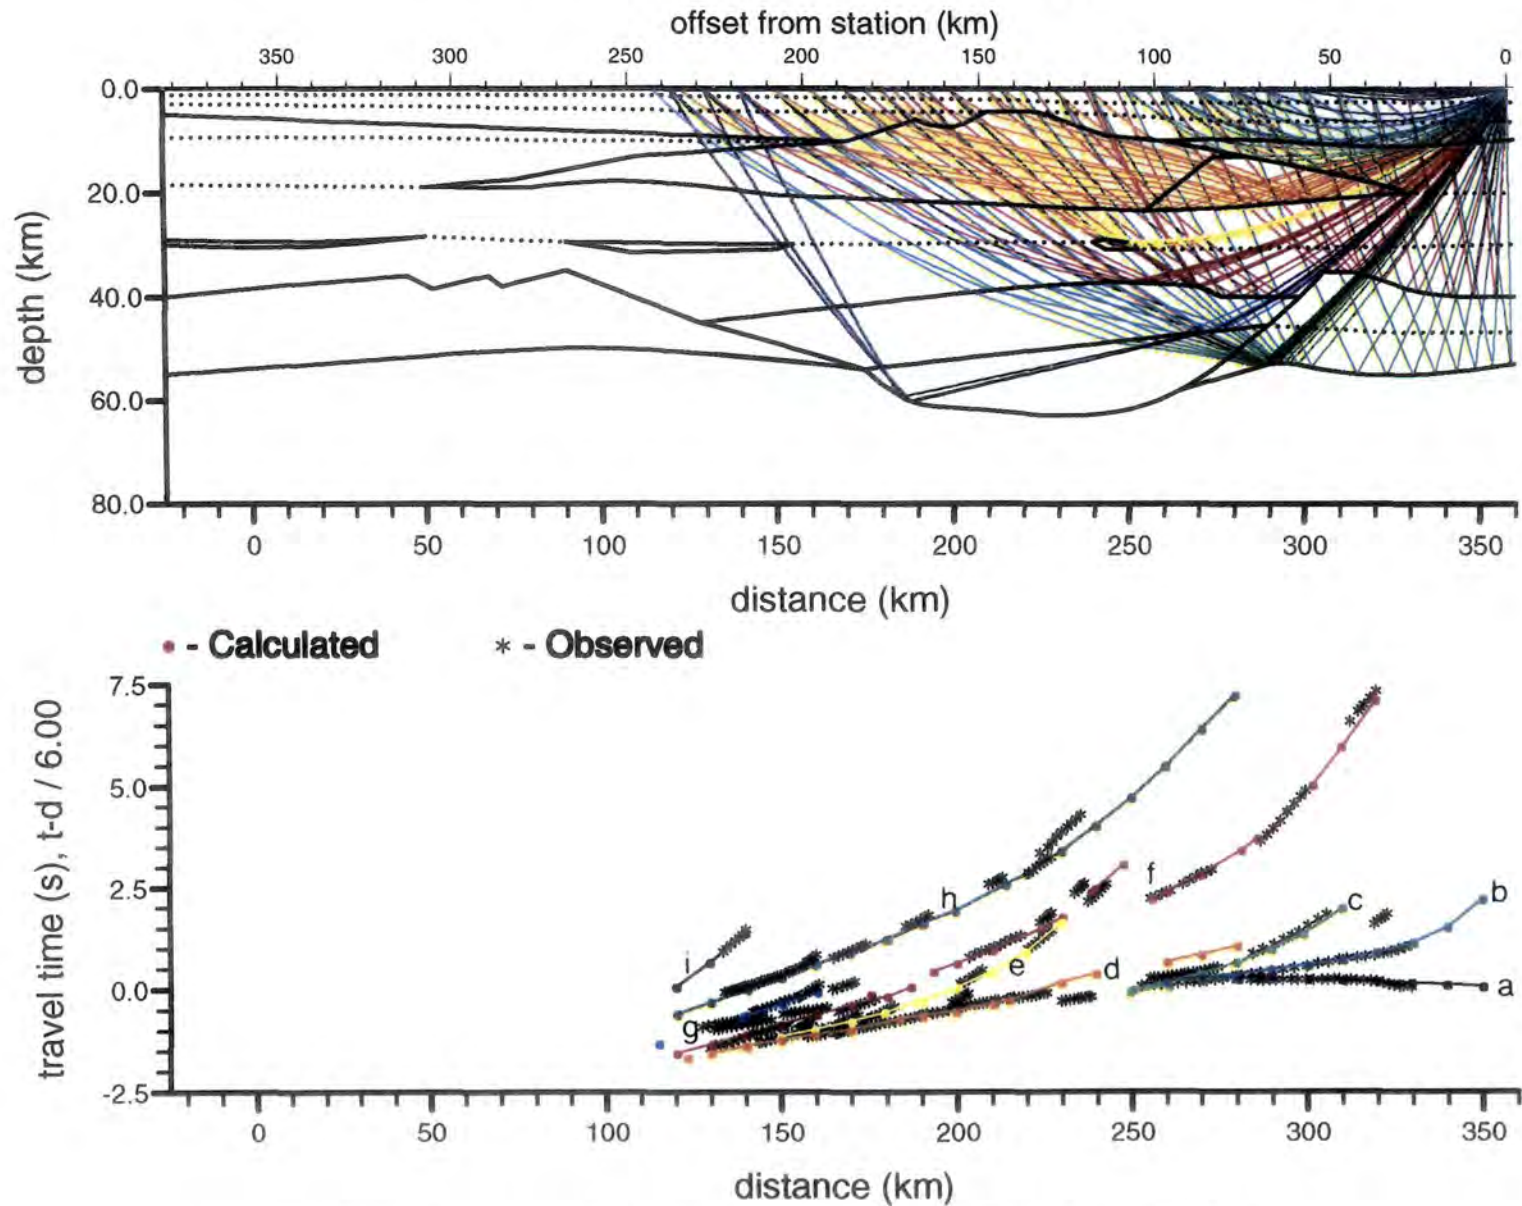 offset from station (km)
350 300 250 200 150 100 50 0
0.0
20.0
40.0
60.0
80.0
depth (km)
0 50 100 150 200 250 300 350
distance (km)
- Calculated * - Observed
7.5
5.0
2.5
0.0
-2.5
travel time (s), t-d / 6.00
a
b
c
d
e
f
g
h
i
0 50 100 150 200 250 300 350
distance (km)